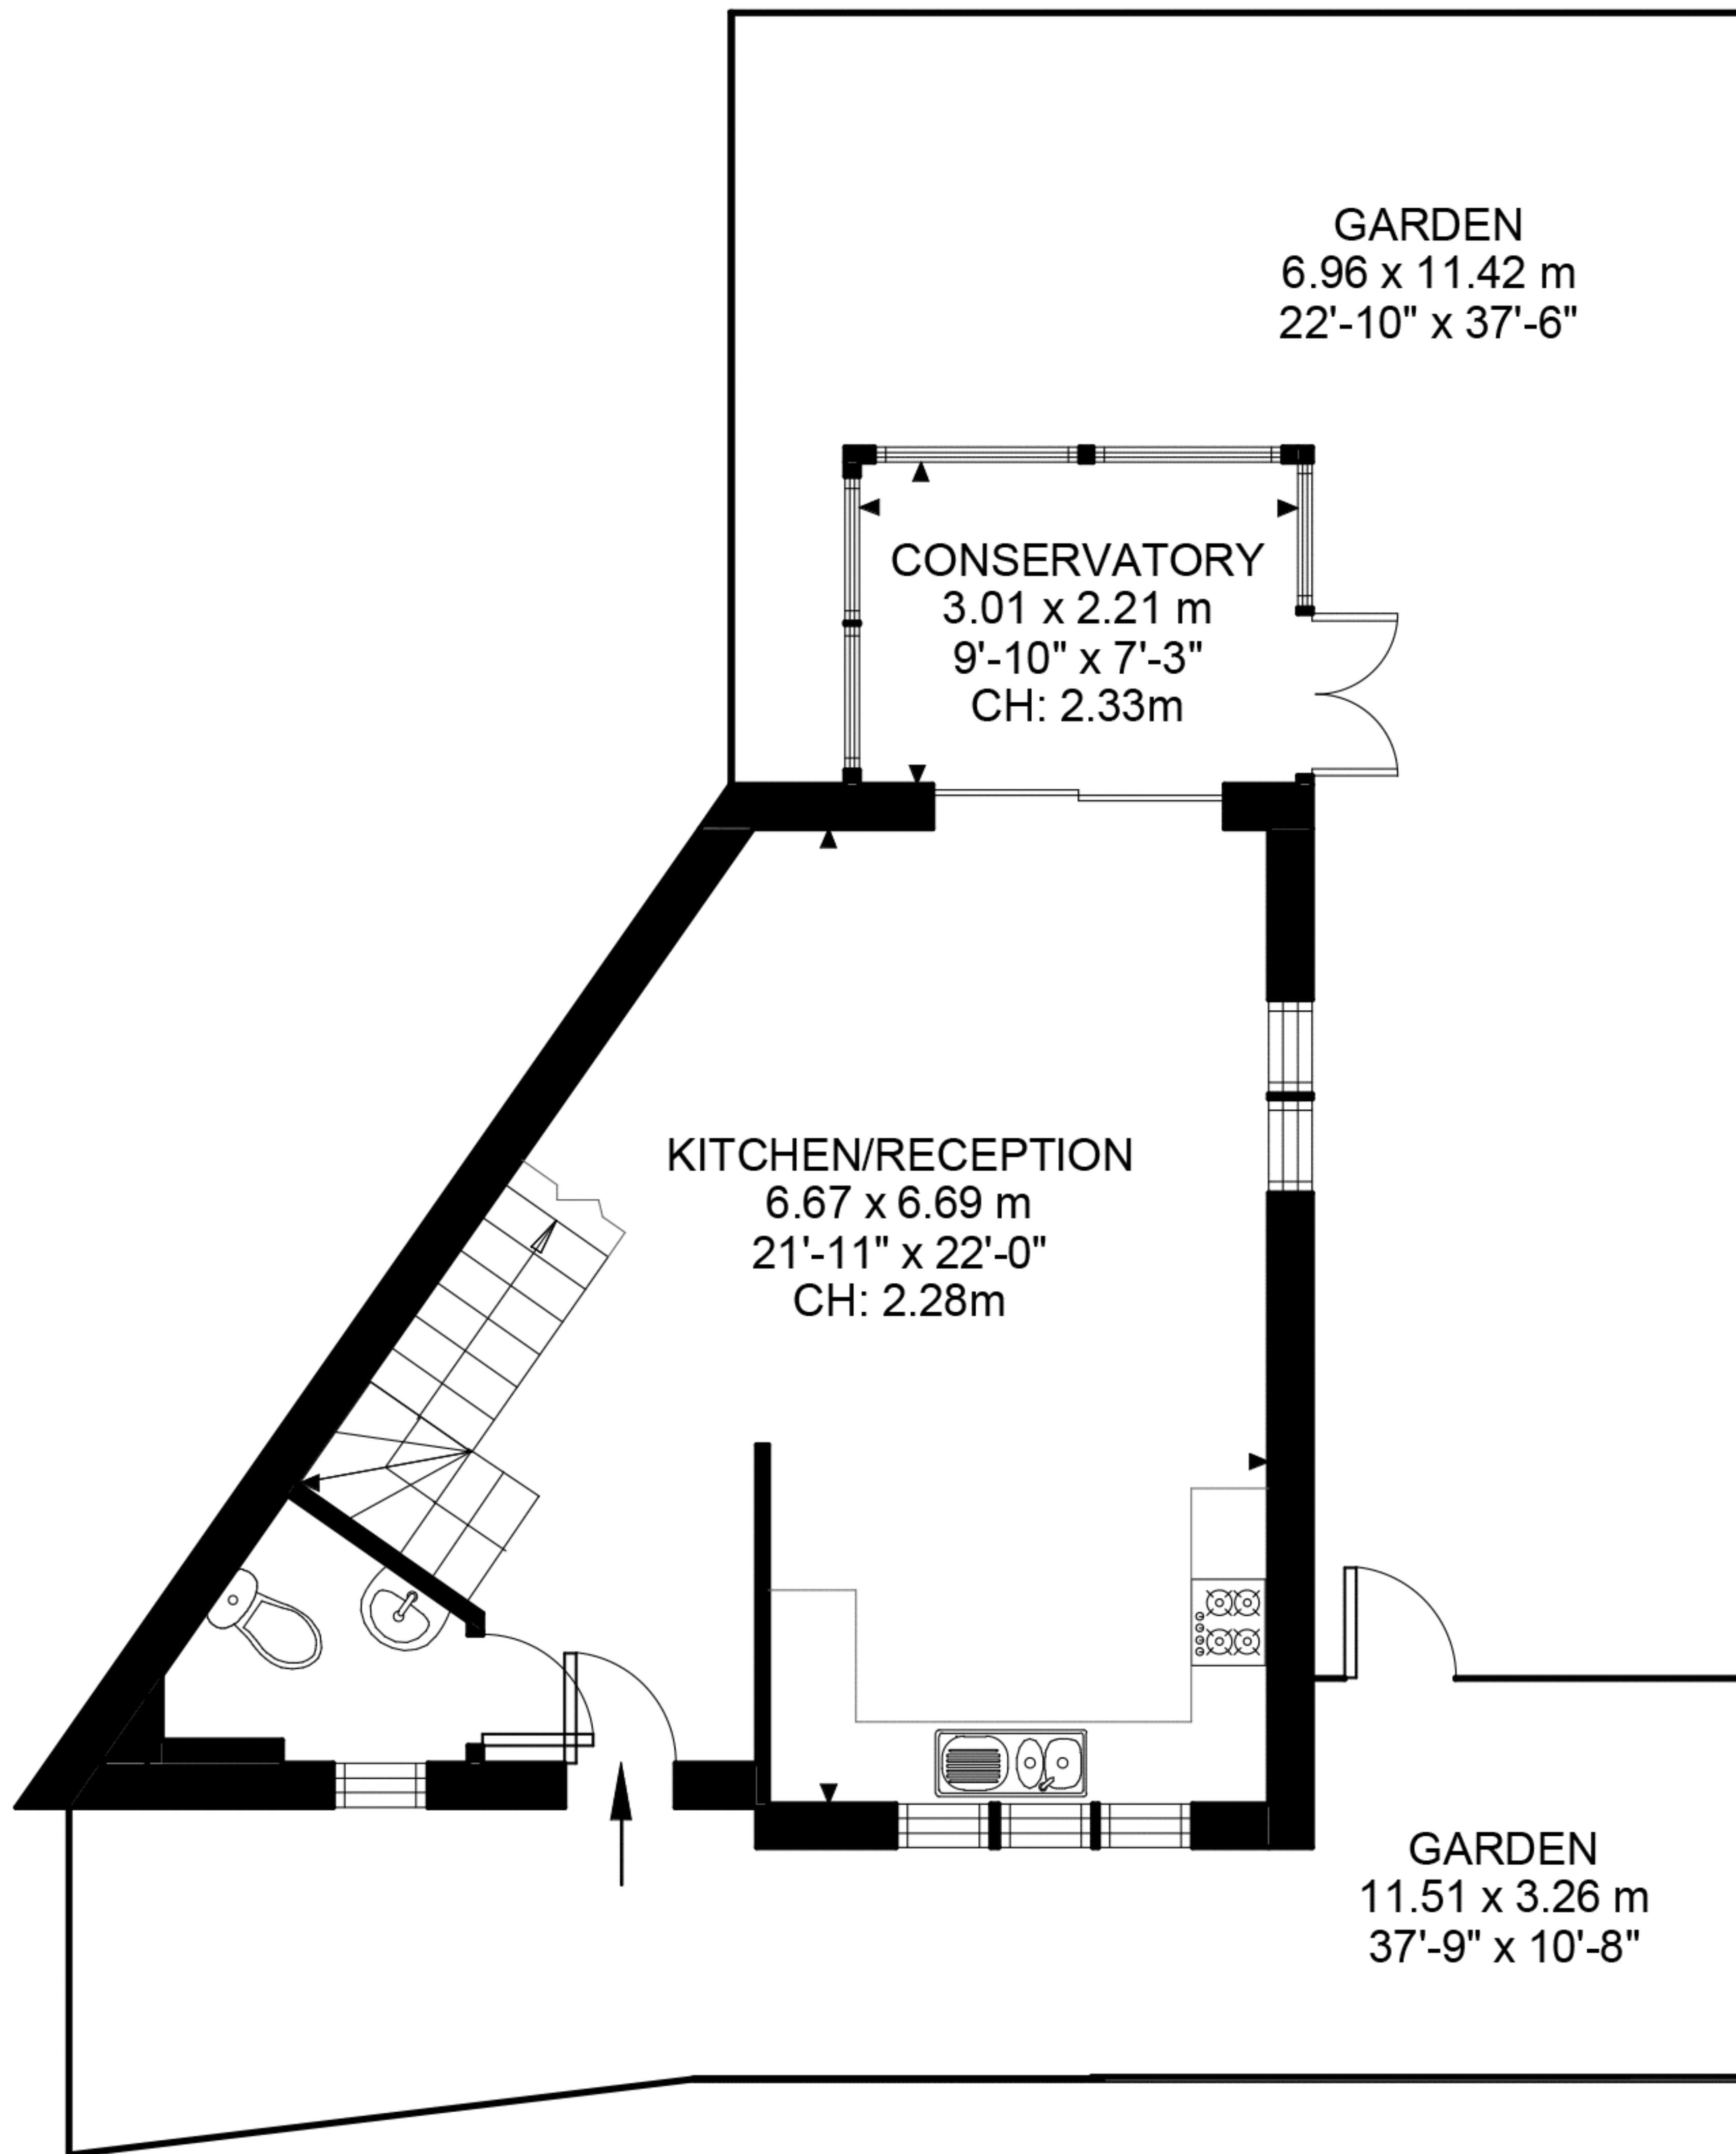 GARDEN
6.96 x 11.42 m
22'-10" x 37'-6"
CONSERVATORY
3.01 x 2.21 m
9'-10" x 7'-3"
CH: 2.33m
KITCHEN/RECEPTION
6.67 x 6.69 m
21'-11" x 22'-0"
CH: 2.28m
GARDEN
11.51 x 3.26 m
37'-9" x 10'-8"